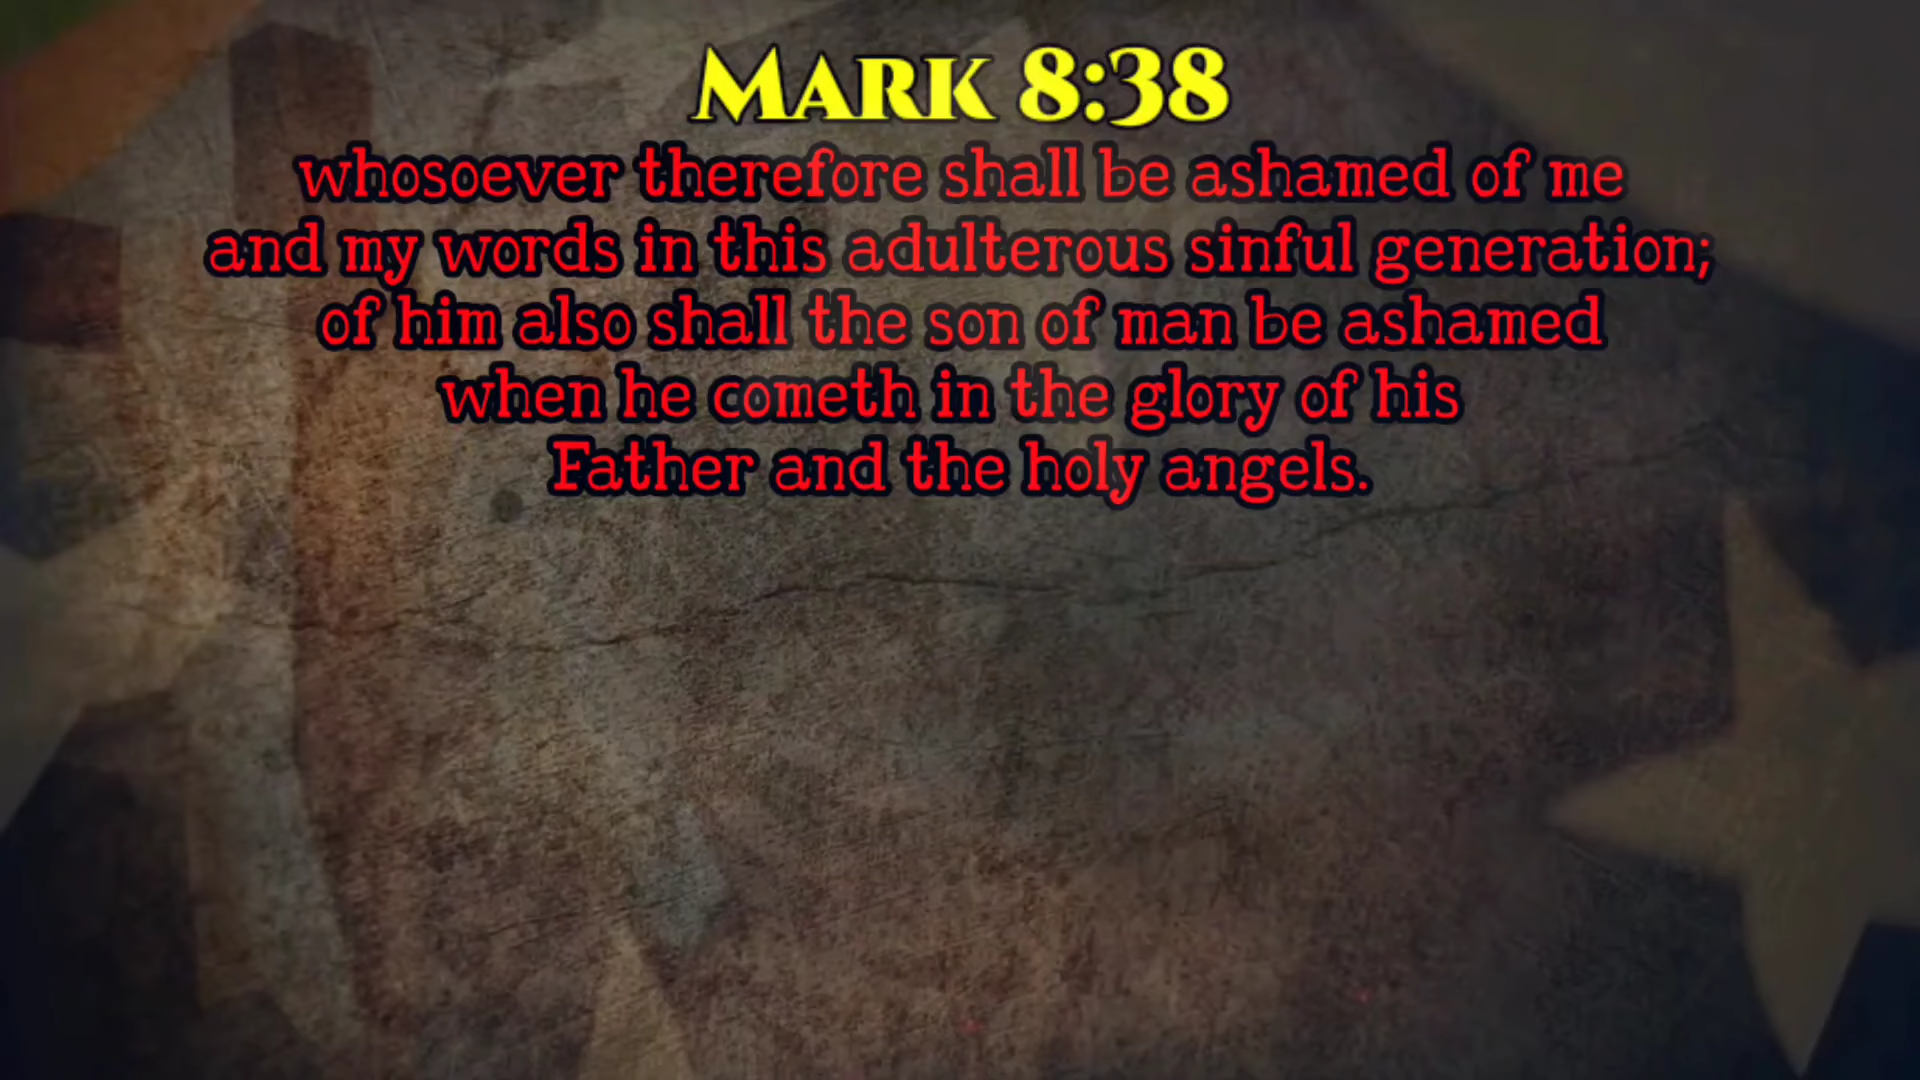 Mark 8:38
whosoever therefore shall be ashamed of me
and my words in this adulterous sinful generation;
of him also shall the son of man be ashamed
when he cometh in the glory of his
Father and the holy angels.